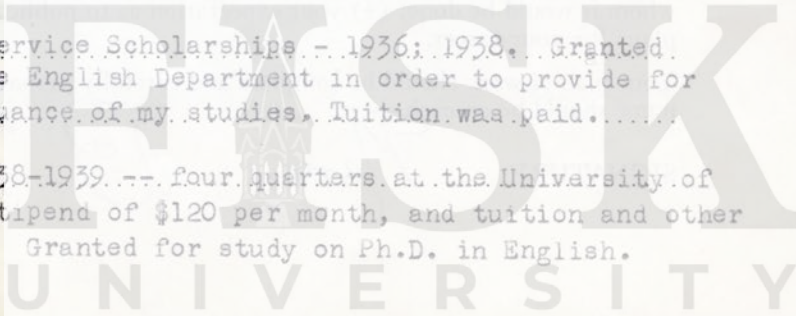 ervice Scholarships - 1936; 1938. Granted
e English Department in order to provide for
uance of my studies. Tuition was paid.
38-1939 -- four quarters at the University of
tipend of $120 per month, and tuition and other
Granted for study on Ph.D. in English.
FISK
UNIVERSITY